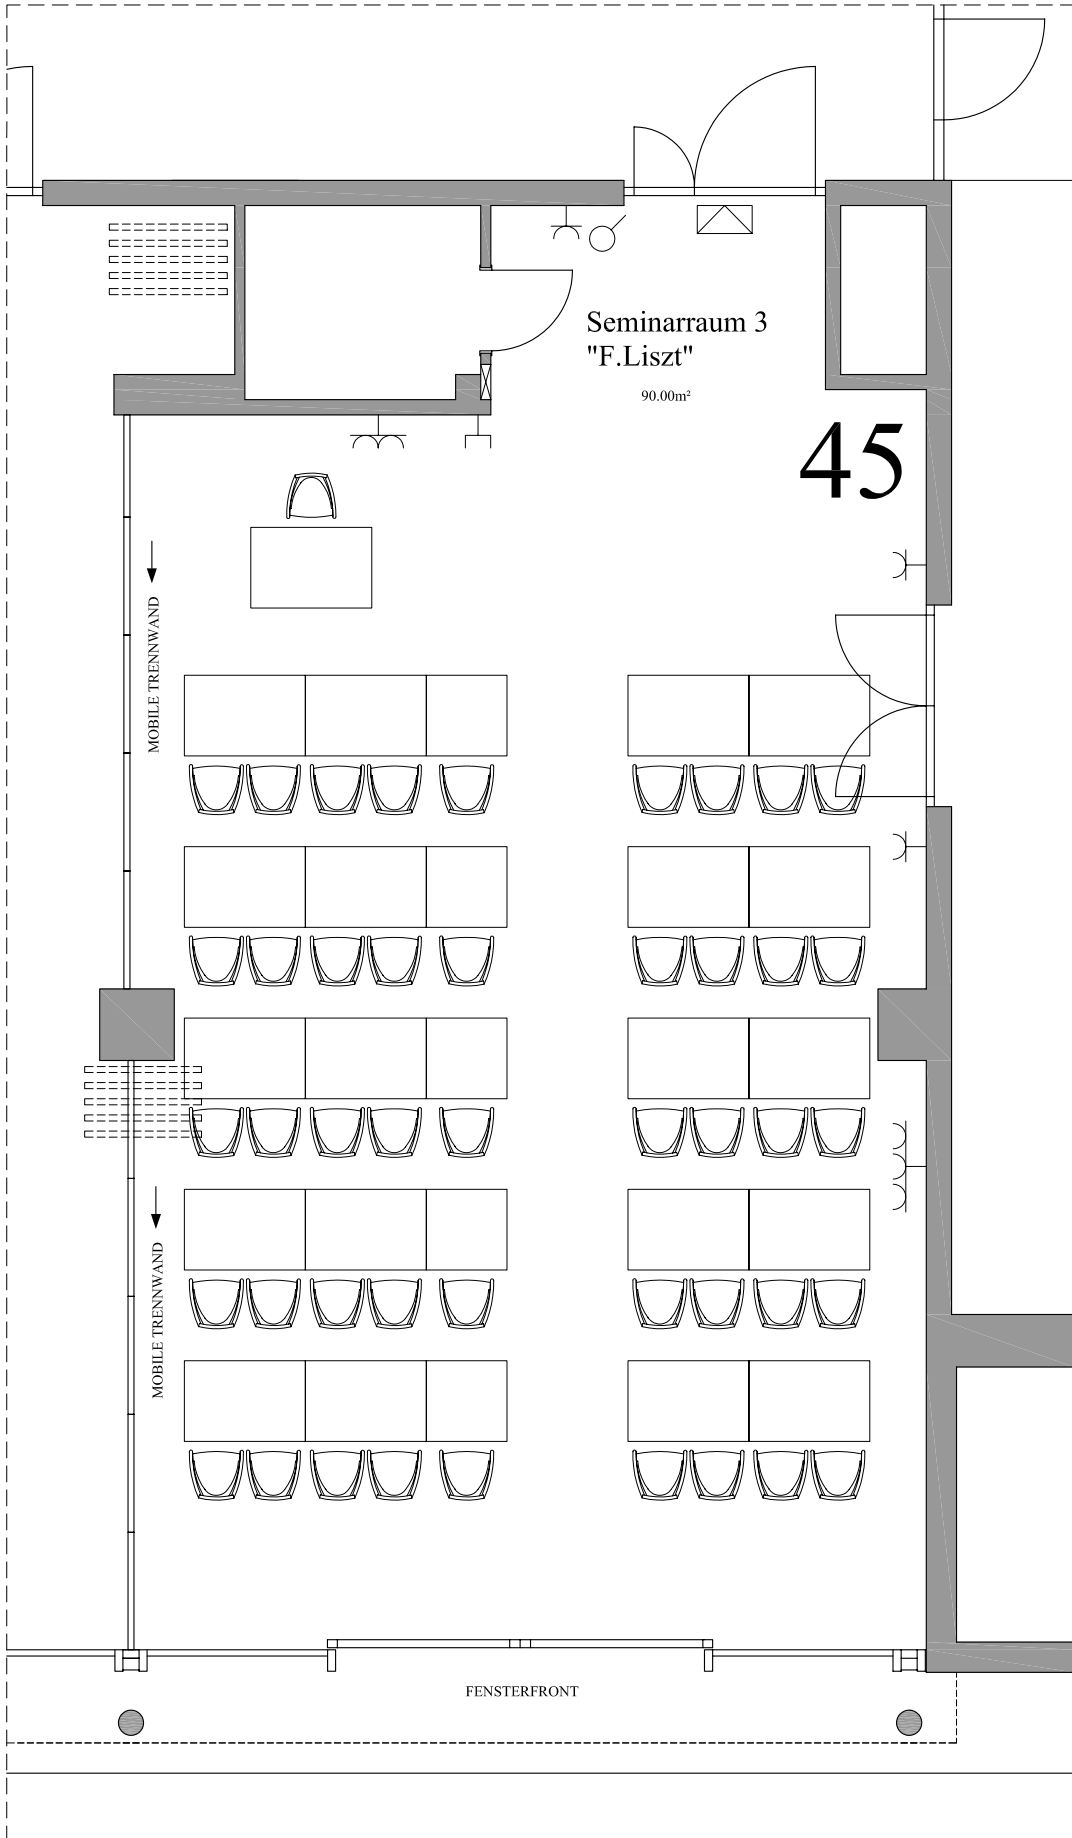 Seminarraum 3
"F.Liszt"
90.00m²
45
MOBILE TRENNWAND
MOBILE TRENNWAND
FENSTERFRONT